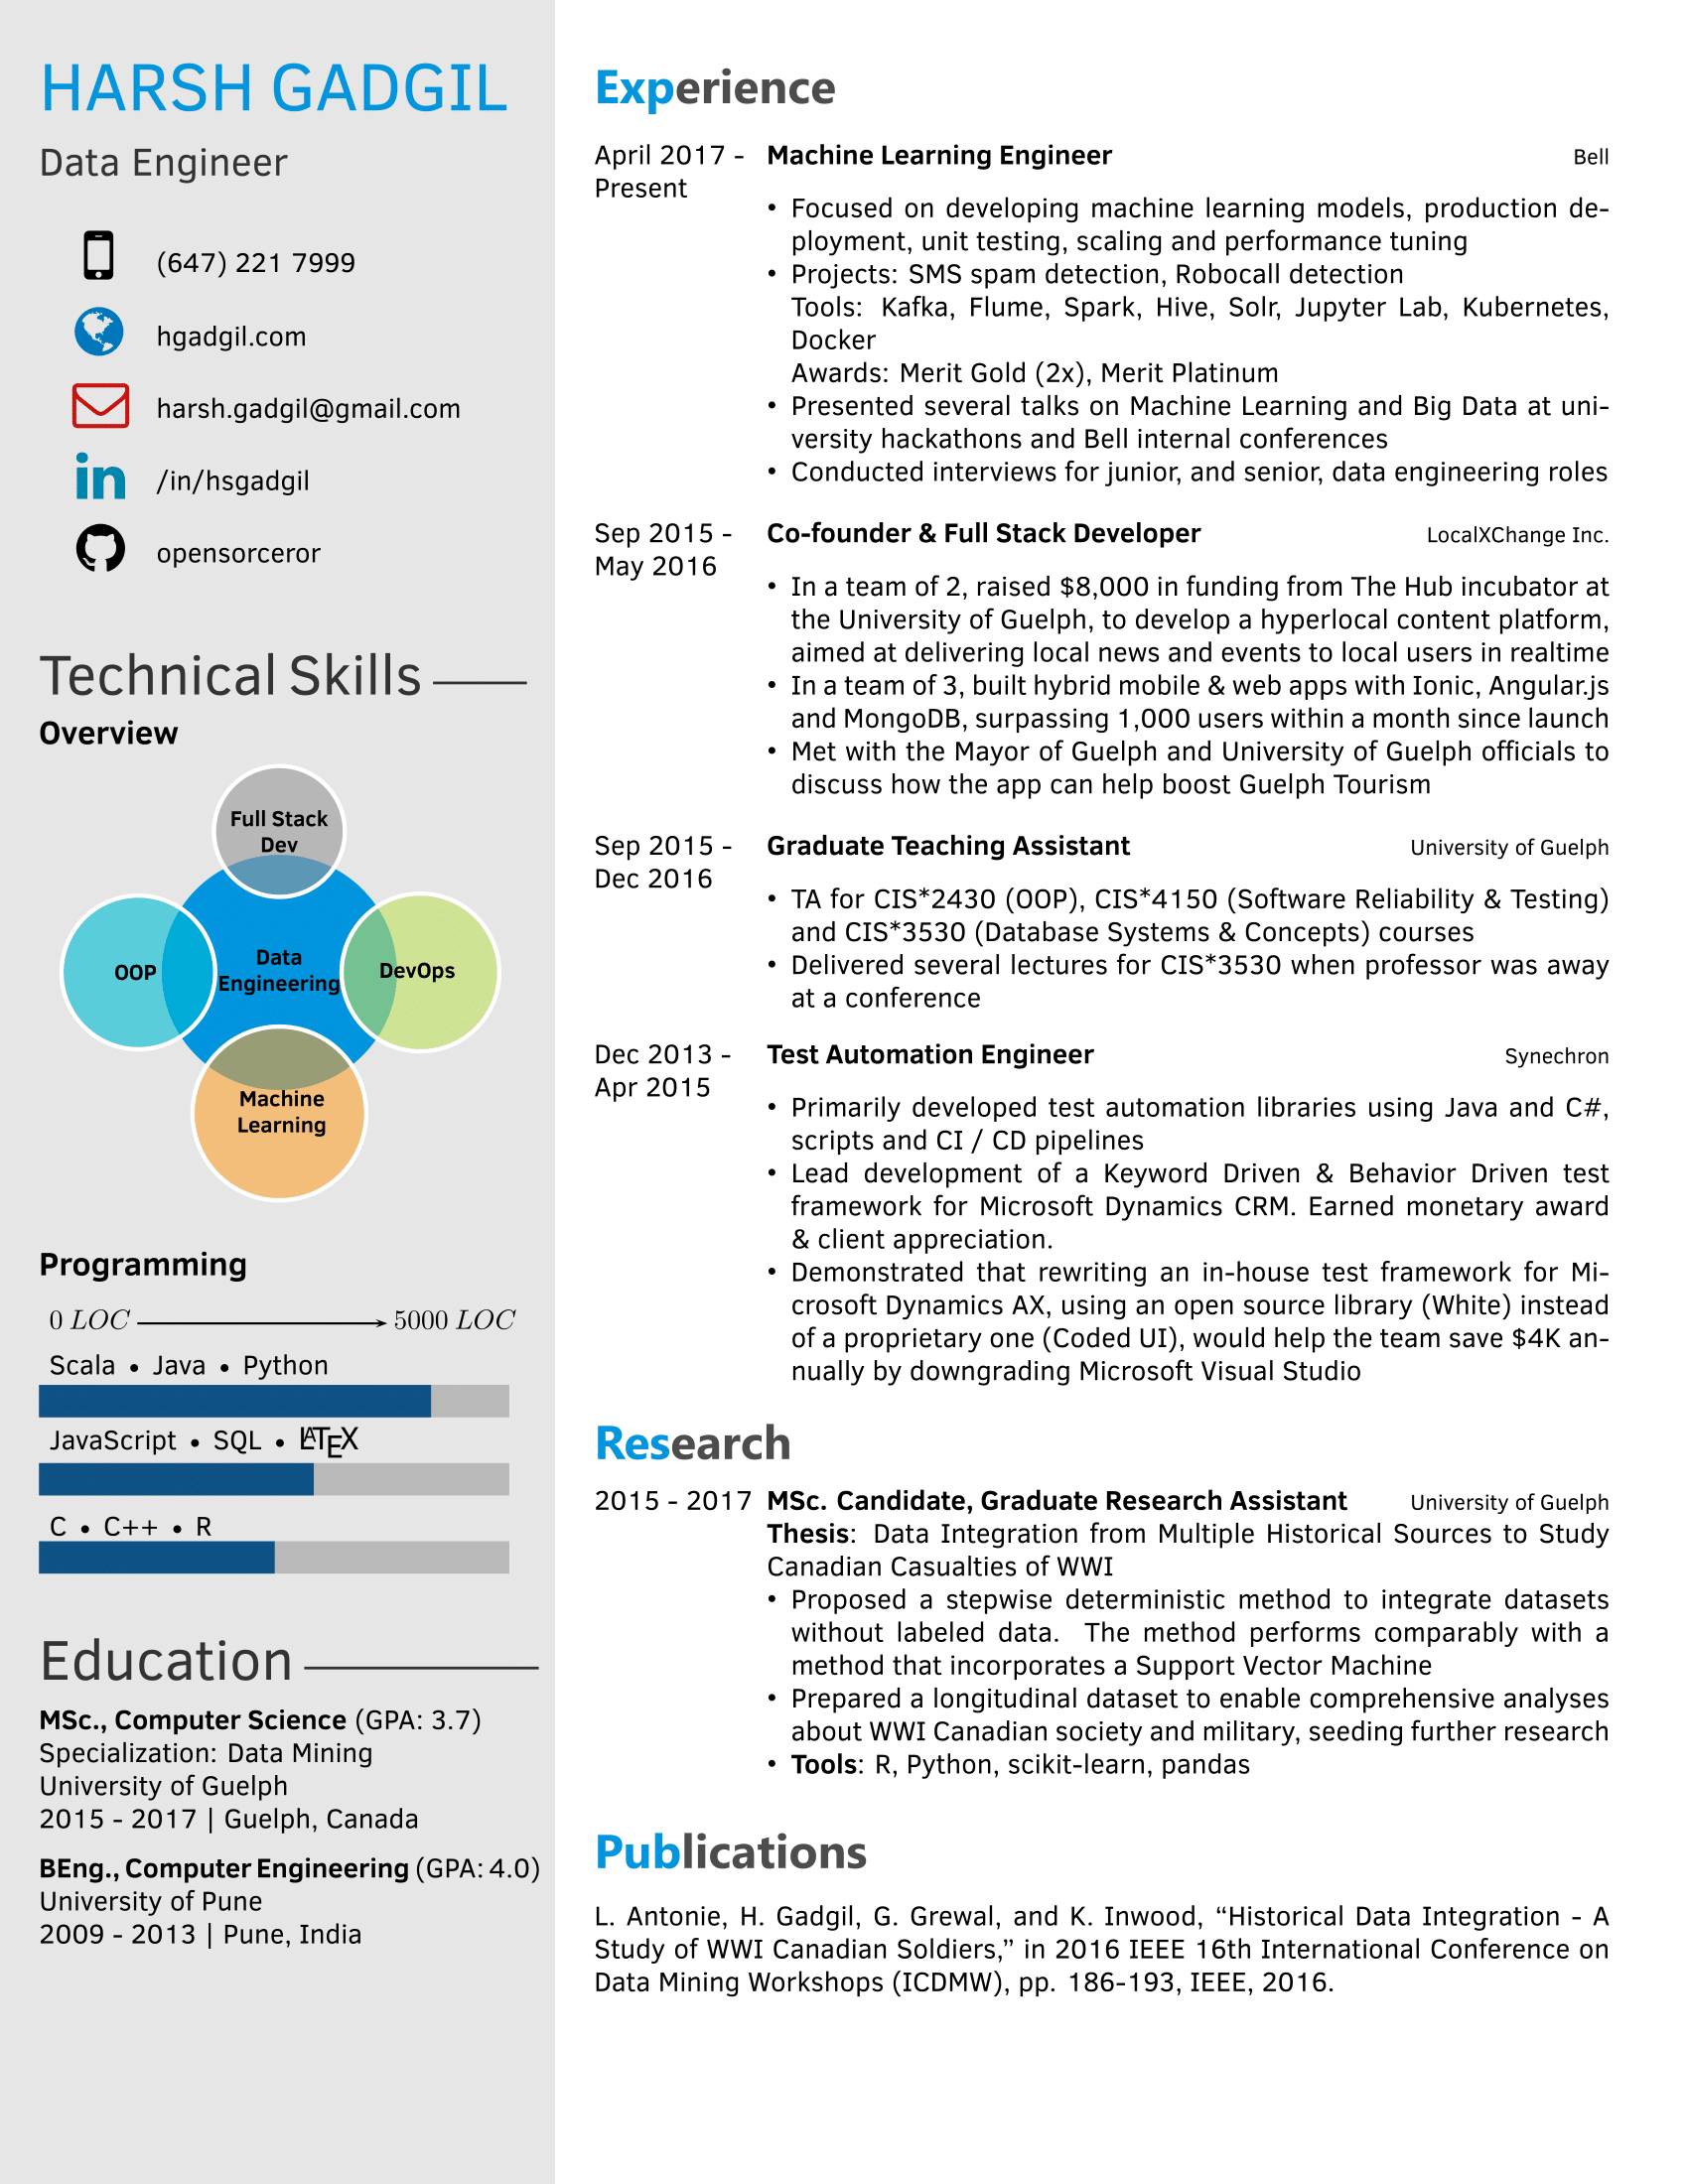 HARSH GADGIL
Data Engineer
(647) 221 7999
hgadgil.com
harsh.gadgil@gmail.com
/in/hsgadgil
opensorceror
Technical Skills
Overview
Full Stack
Dev
OOP
Data
Engineering
DevOps
Machine
Learning
Programming
0 LOC 5000 LOC
Scala • Java • Python
JavaScript • SQL • LATEX
C • C++ • R
Education
MSc., Computer Science (GPA: 3.7)
Specialization: Data Mining
University of Guelph
2015 - 2017 | Guelph, Canada
BEng., Computer Engineering (GPA: 4.0)
University of Pune
2009 - 2013 | Pune, India
Experience
April 2017 - Machine Learning Engineer Bell
Present
• Focused on developing machine learning models, production de-
ployment, unit testing, scaling and performance tuning
• Projects: SMS spam detection, Robocall detection
Tools: Kafka, Flume, Spark, Hive, Solr, Jupyter Lab, Kubernetes,
Docker
Awards: Merit Gold (2x), Merit Platinum
• Presented several talks on Machine Learning and Big Data at uni-
versity hackathons and Bell internal conferences
• Conducted interviews for junior, and senior, data engineering roles
Sep 2015 - Co-founder & Full Stack Developer LocalXChange Inc.
May 2016
• In a team of 2, raised $8,000 in funding from The Hub incubator at
the University of Guelph, to develop a hyperlocal content platform,
aimed at delivering local news and events to local users in realtime
• In a team of 3, built hybrid mobile & web apps with Ionic, Angular.js
and MongoDB, surpassing 1,000 users within a month since launch
• Met with the Mayor of Guelph and University of Guelph officials to
discuss how the app can help boost Guelph Tourism
Sep 2015 - Graduate Teaching Assistant University of Guelph
Dec 2016
• TA for CIS*2430 (OOP), CIS*4150 (Software Reliability & Testing)
and CIS*3530 (Database Systems & Concepts) courses
• Delivered several lectures for CIS*3530 when professor was away
at a conference
Dec 2013 - Test Automation Engineer Synechron
Apr 2015
• Primarily developed test automation libraries using Java and C#,
scripts and CI / CD pipelines
• Lead development of a Keyword Driven & Behavior Driven test
framework for Microsoft Dynamics CRM. Earned monetary award
& client appreciation.
• Demonstrated that rewriting an in-house test framework for Mi-
crosoft Dynamics AX, using an open source library (White) instead
of a proprietary one (Coded UI), would help the team save $4K an-
nually by downgrading Microsoft Visual Studio
Research
2015 - 2017 MSc. Candidate, Graduate Research Assistant University of Guelph
Thesis: Data Integration from Multiple Historical Sources to Study
Canadian Casualties of WWI
• Proposed a stepwise deterministic method to integrate datasets
without labeled data. The method performs comparably with a
method that incorporates a Support Vector Machine
• Prepared a longitudinal dataset to enable comprehensive analyses
about WWI Canadian society and military, seeding further research
• Tools: R, Python, scikit-learn, pandas
Publications
L. Antonie, H. Gadgil, G. Grewal, and K. Inwood, “Historical Data Integration - A
Study of WWI Canadian Soldiers,” in 2016 IEEE 16th International Conference on
Data Mining Workshops (ICDMW), pp. 186-193, IEEE, 2016.